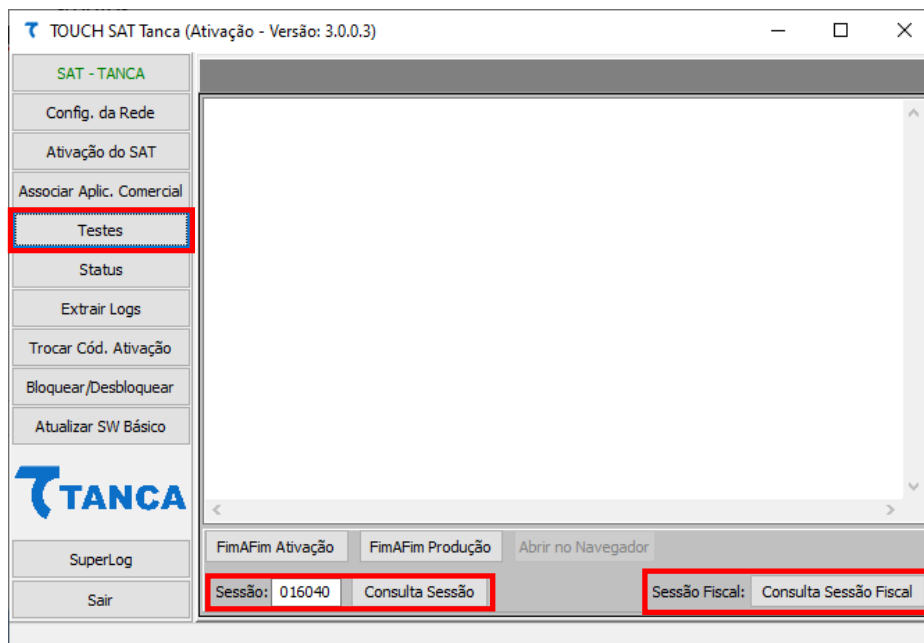 TOUCH SAT Tanca (Ativação - Versão: 3.0.0.3)
SAT - TANCA
Config. da Rede
Ativação do SAT
Associar Aplic. Comercial
Testes
Status
Extrair Logs
Trocar Cód. Ativação
Bloquear/Desbloquear
Atualizar SW Básico
TANCA
SuperLog
Sair
FimAFim Ativação FimAFim Produção Abrir no Navegador
Sessão: 016040 Consulta Sessão Sessão Fiscal: Consulta Sessão Fiscal